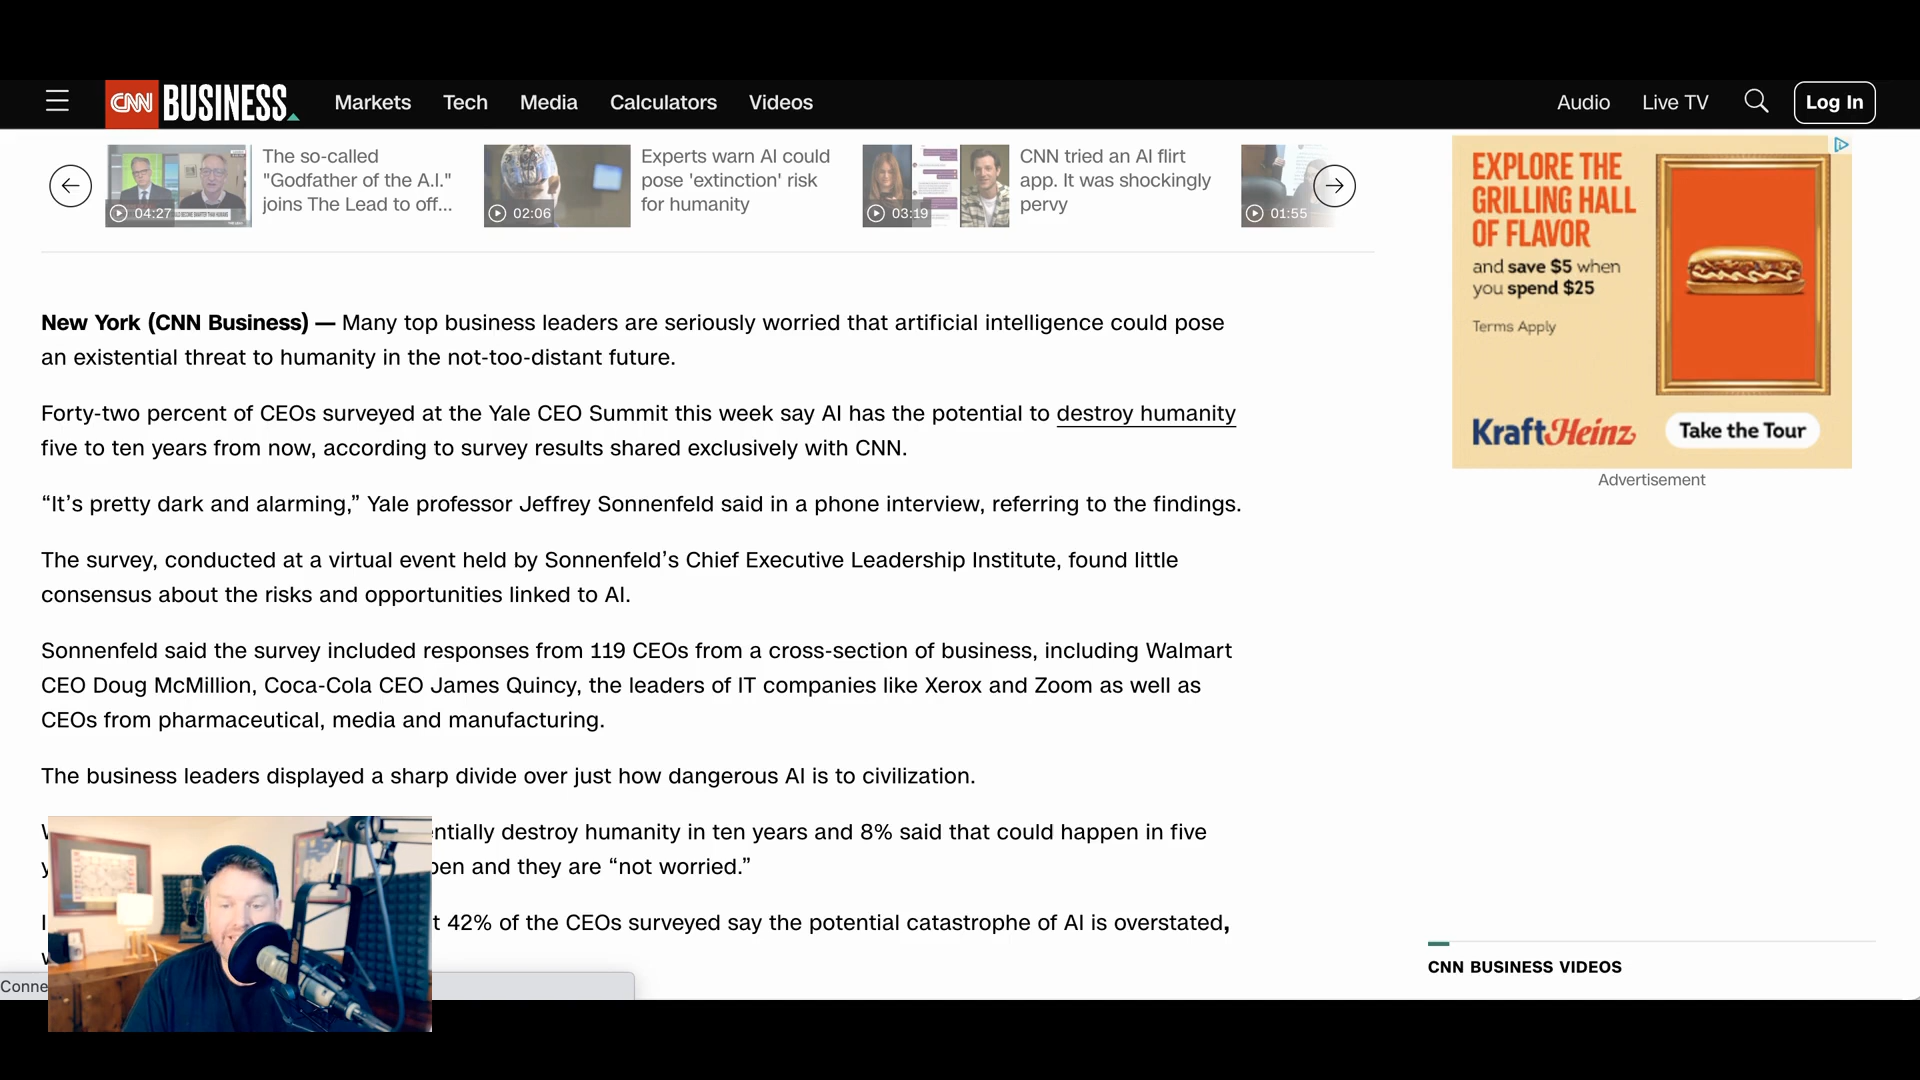 CNN BUSINESS
Markets
Tech
Media
Calculators
Videos
Audio
Live TV
Log In
04:27
The so-called
"Godfather of the A.I."
joins The Lead to off...
02:06
Experts warn AI could
pose 'extinction' risk
for humanity
03:19
CNN tried an AI flirt
app. It was shockingly
pervy
01:55
New York (CNN Business) — Many top business leaders are seriously worried that artificial intelligence could pose
an existential threat to humanity in the not-too-distant future.
Forty-two percent of CEOs surveyed at the Yale CEO Summit this week say AI has the potential to destroy humanity
five to ten years from now, according to survey results shared exclusively with CNN.
“It’s pretty dark and alarming,” Yale professor Jeffrey Sonnenfeld said in a phone interview, referring to the findings.
The survey, conducted at a virtual event held by Sonnenfeld’s Chief Executive Leadership Institute, found little
consensus about the risks and opportunities linked to AI.
Sonnenfeld said the survey included responses from 119 CEOs from a cross-section of business, including Walmart
CEO Doug McMillion, Coca-Cola CEO James Quincy, the leaders of IT companies like Xerox and Zoom as well as
CEOs from pharmaceutical, media and manufacturing.
The business leaders displayed a sharp divide over just how dangerous AI is to civilization.
entially destroy humanity in ten years and 8% said that could happen in five
pen and they are “not worried.”
t 42% of the CEOs surveyed say the potential catastrophe of AI is overstated,
Conne
EXPLORE THE
GRILLING HALL
OF FLAVOR
and save $5 when
you spend $25
Terms Apply
KraftHeinz
Take the Tour
Advertisement
CNN BUSINESS VIDEOS